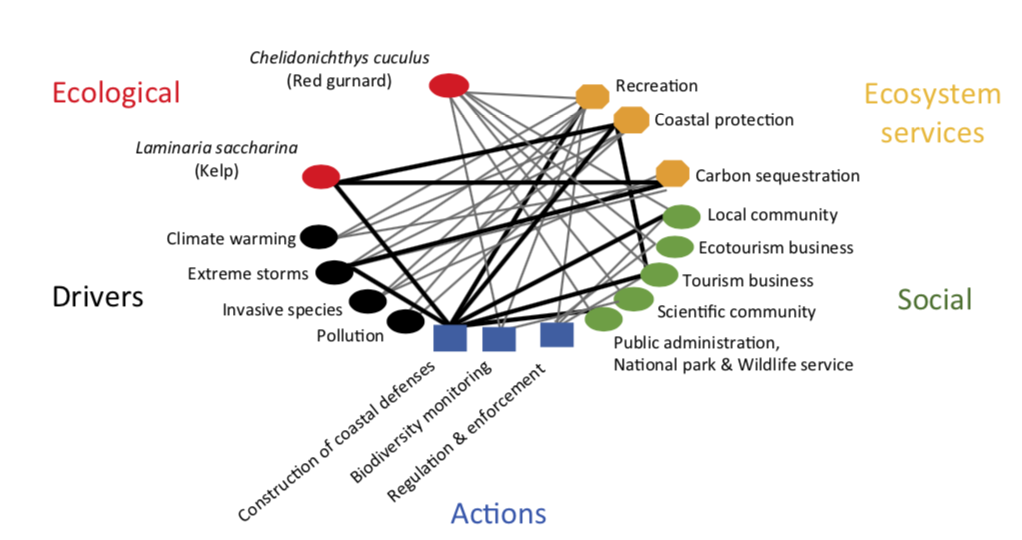 Chelidonichthys cuculus
(Red gurnard)
Ecological
Recreation
Ecosystem
services
Coastal protection
Laminaria saccharina
(Kelp)
Carbon sequestration
Local community
Climate warming
Ecotourism business
Extreme storms
Tourism business
Drivers
Social
Invasive species
Scientific community
Pollution
Public administration,
National park & Wildlife service
Construction of coastal defenses
Biodiversity monitoring
Regulation & enforcement
Actions